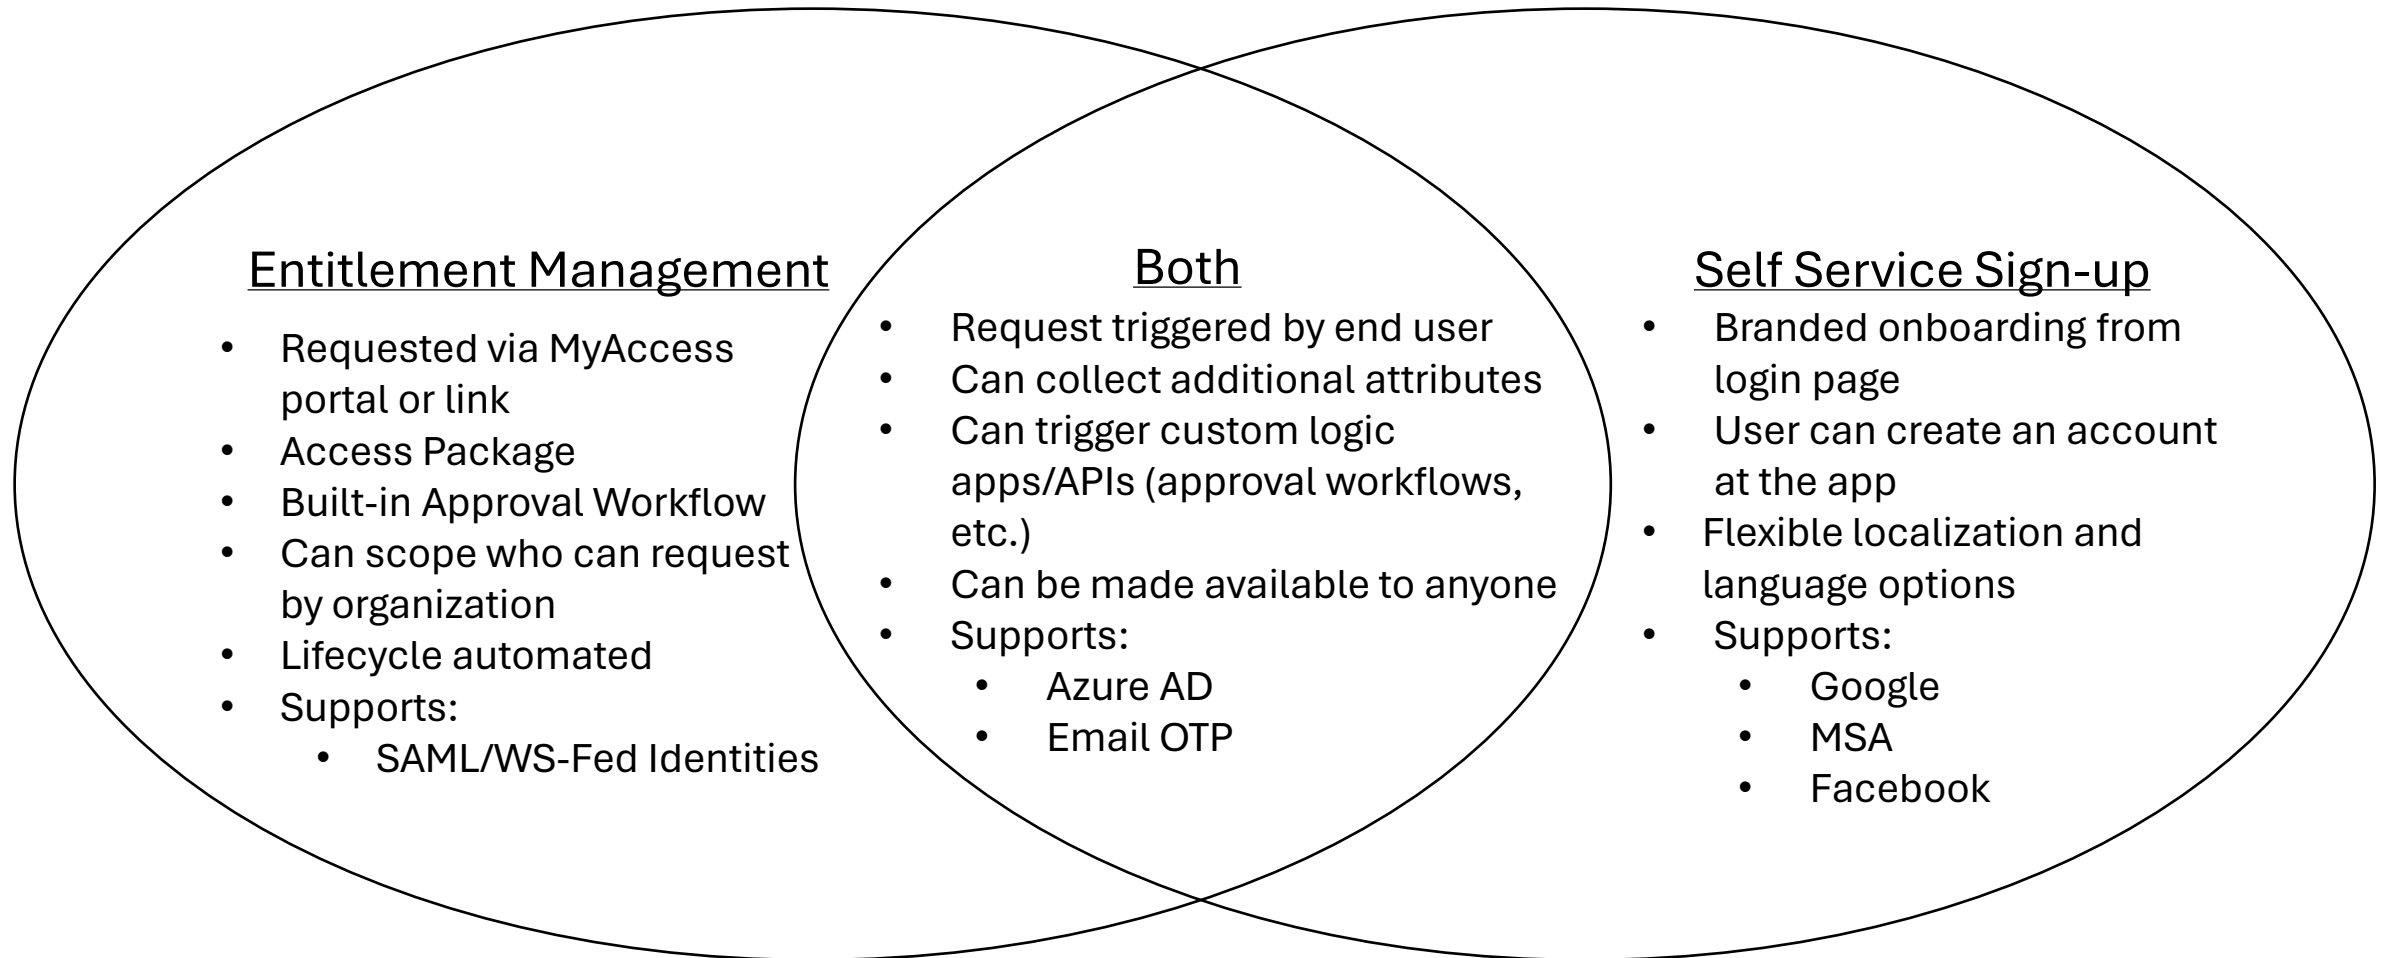 Entitlement Management
• Requested via MyAccess
portal or link
• Access Package
• Built-in Approval Workflow
• Can scope who can request
by organization
• Lifecycle automated
• Supports:
• SAML/WS-Fed Identities
Both
• Request triggered by end user
• Can collect additional attributes
• Can trigger custom logic
apps/APIs (approval workflows,
etc.)
• Can be made available to anyone
• Supports:
• Azure AD
• Email OTP
Self Service Sign-up
• Branded onboarding from
login page
• User can create an account
at the app
• Flexible localization and
language options
• Supports:
• Google
• MSA
• Facebook